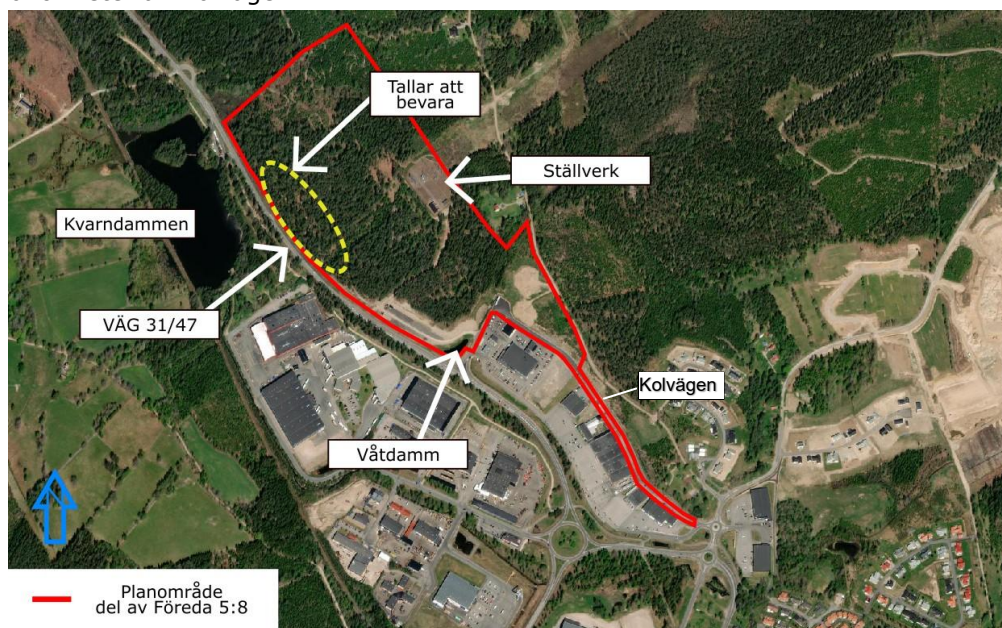 Tallar att
bevara
Ställverk
Kvarndammen
VÄG 31/47
Kolvägen
Våtdamm
Planområde
del av Föreda 5:8